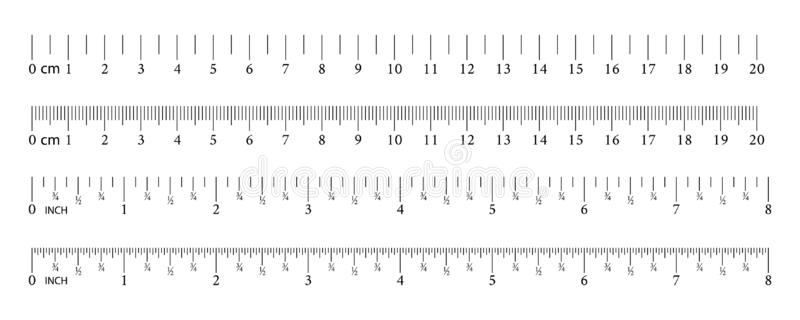 0 cm 1 2 3 4 5 6 7 8 9 10 11 12 13 14 15 16 17 18 19 20
0 cm 1 2 3 4 5 6 7 8 9 10 11 12 13 14 15 16 17 18 19 20
dreamstime
¾ ½ ¾ ¾ ½ ¾ ¾ ½ ¾ ¾ ½ ¾ ¾ ½ ¾ ¾ ½ ¾ ¾ ½ ¾ ¾ ½ ¾
0 INCH 1 2 3 4 5 6 7 8
¾ ½ ¾ ¾ ½ ¾ ¾ ½ ¾ ¾ ½ ¾ ¾ ½ ¾ ¾ ½ ¾ ¾ ½ ¾ ¾ ½ ¾
0 INCH 1 2 3 4 5 6 7 8